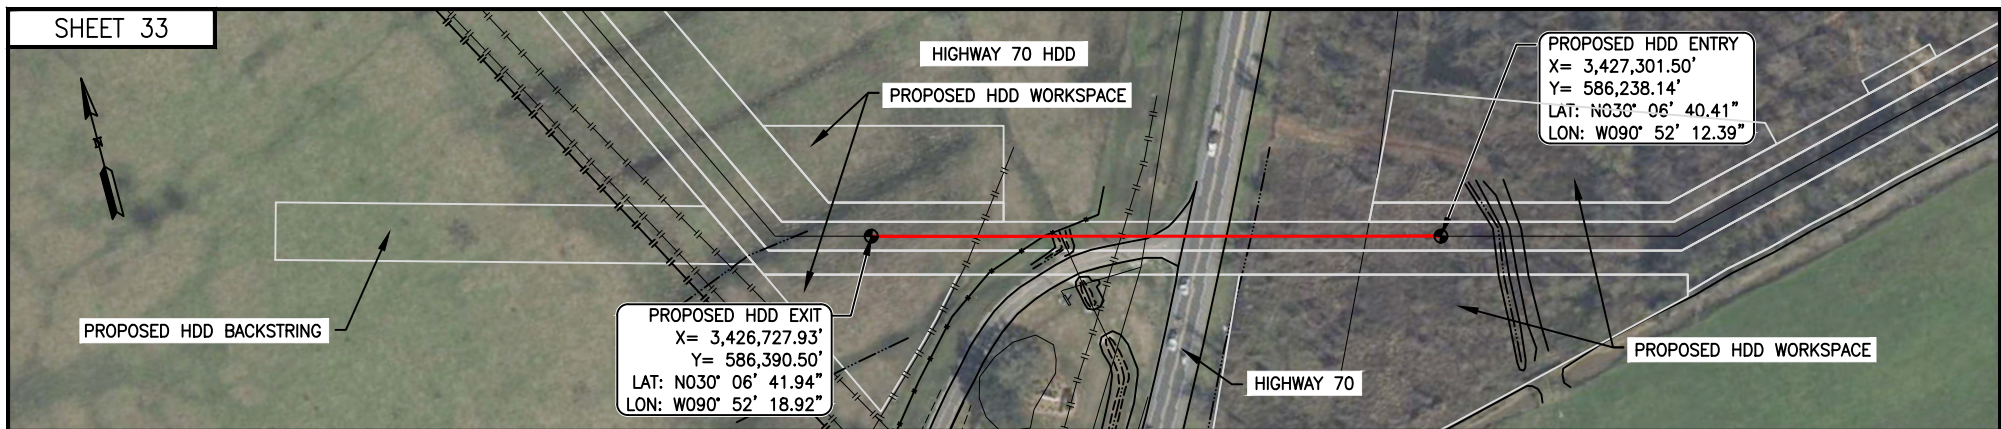 SHEET 33
HIGHWAY 70 HDD
PROPOSED HDD WORKSPACE
PROPOSED HDD ENTRY
X= 3,427,301.50'
Y= 586,238.14'
LAT: N030° 06' 40.41"
LON: W090° 52' 12.39"
N
PROPOSED HDD BACKSTRING
PROPOSED HDD EXIT
X= 3,426,727.93'
Y= 586,390.50'
LAT: N030° 06' 41.94"
LON: W090° 52' 18.92"
HIGHWAY 70
PROPOSED HDD WORKSPACE